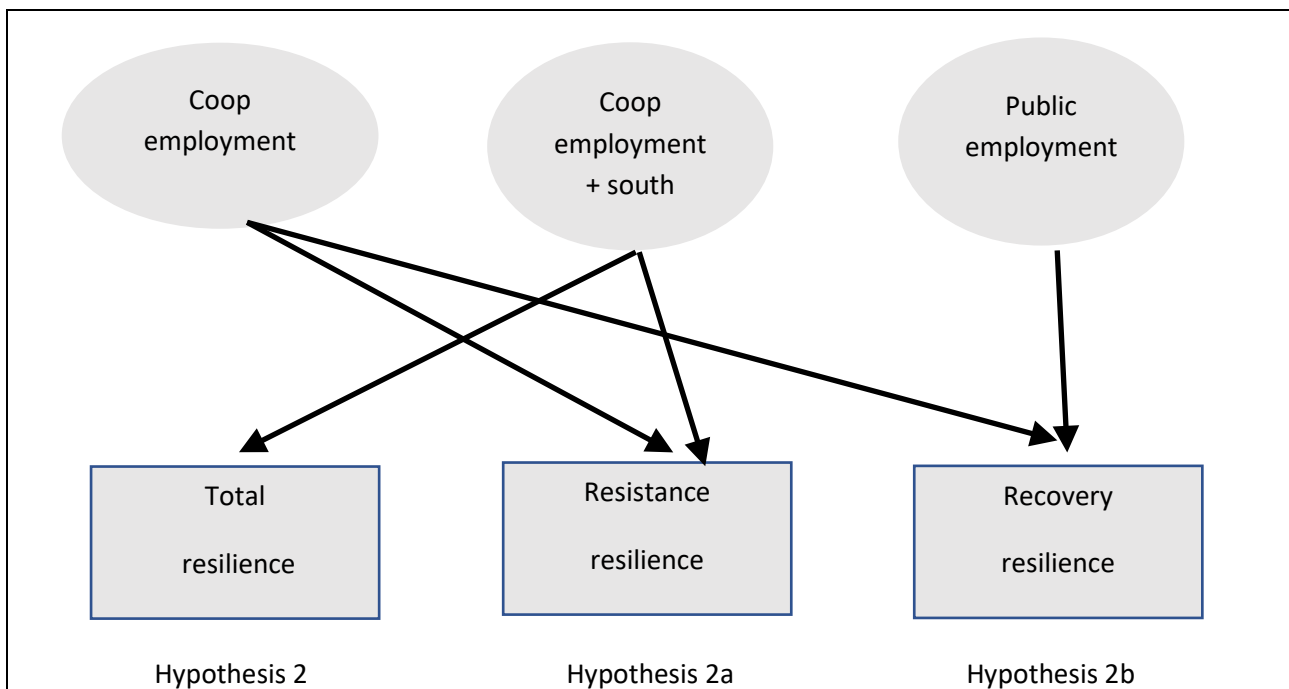 Coop
employment
Coop
employment
+ south
Public
employment
Total
resilience
Resistance
resilience
Recovery
resilience
Hypothesis 2
Hypothesis 2a
Hypothesis 2b